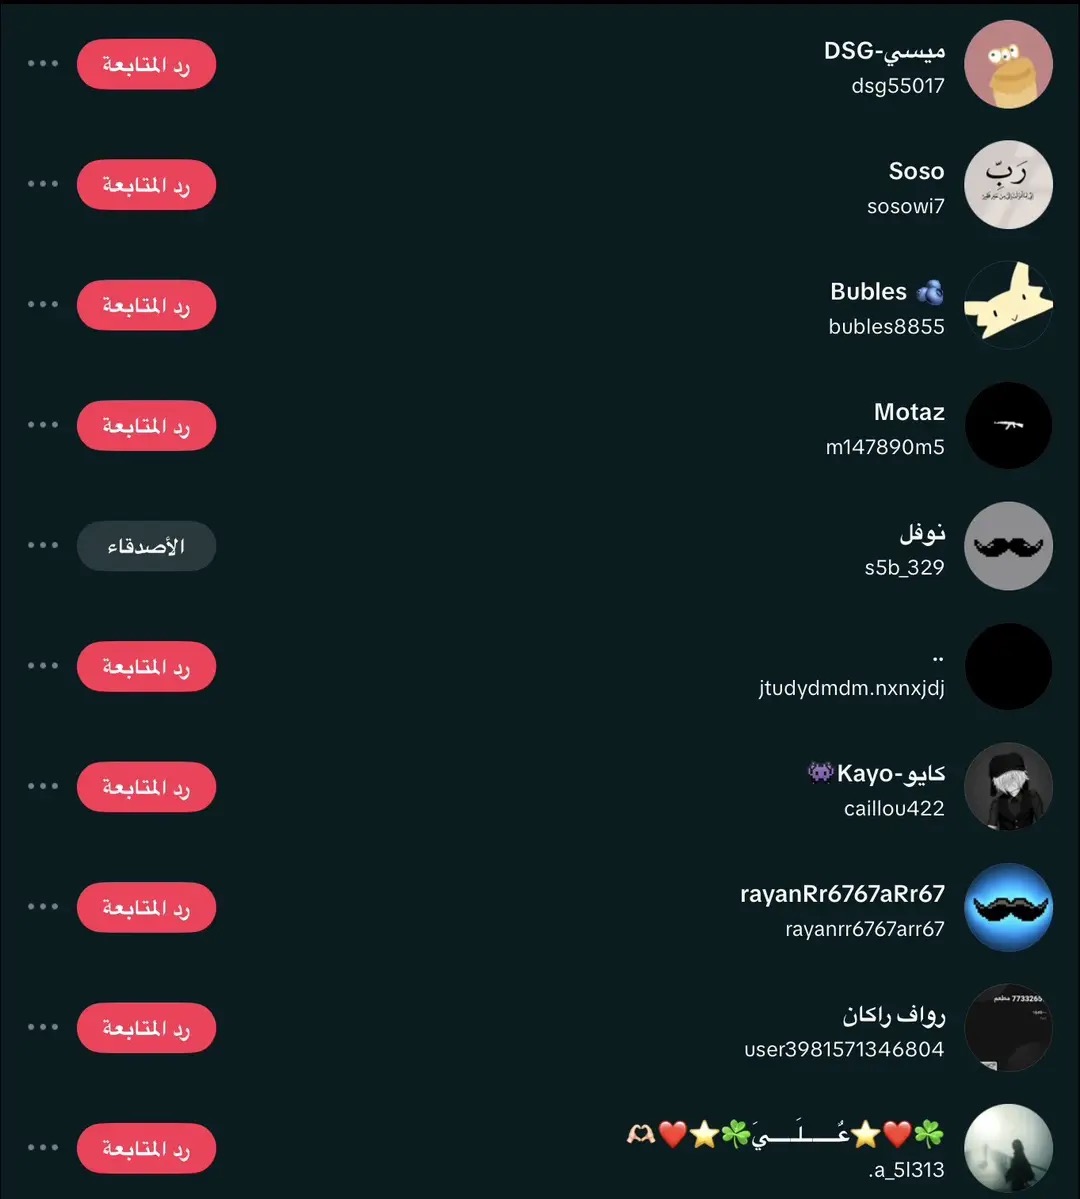 ميسي-DSG
dsg55017
رد المتابعة
Soso
sosowi7
رد المتابعة
رَبِّ
Bubles 🫐
bubles8855
رد المتابعة
Motaz
m147890m5
رد المتابعة
نوفل
s5b_329
الأصدقاء
..
jtudydmdm.nxnxjdj
رد المتابعة
كايو-Kayo👾
caillou422
رد المتابعة
rayanRr6767aRr67
rayanrr6767arr67
رد المتابعة
رواف راكان
user3981571346804
رد المتابعة
☘️❤️⭐عُـــلَـــيَ☘️⭐❤️🫶🏻
a_5l313.
رد المتابعة